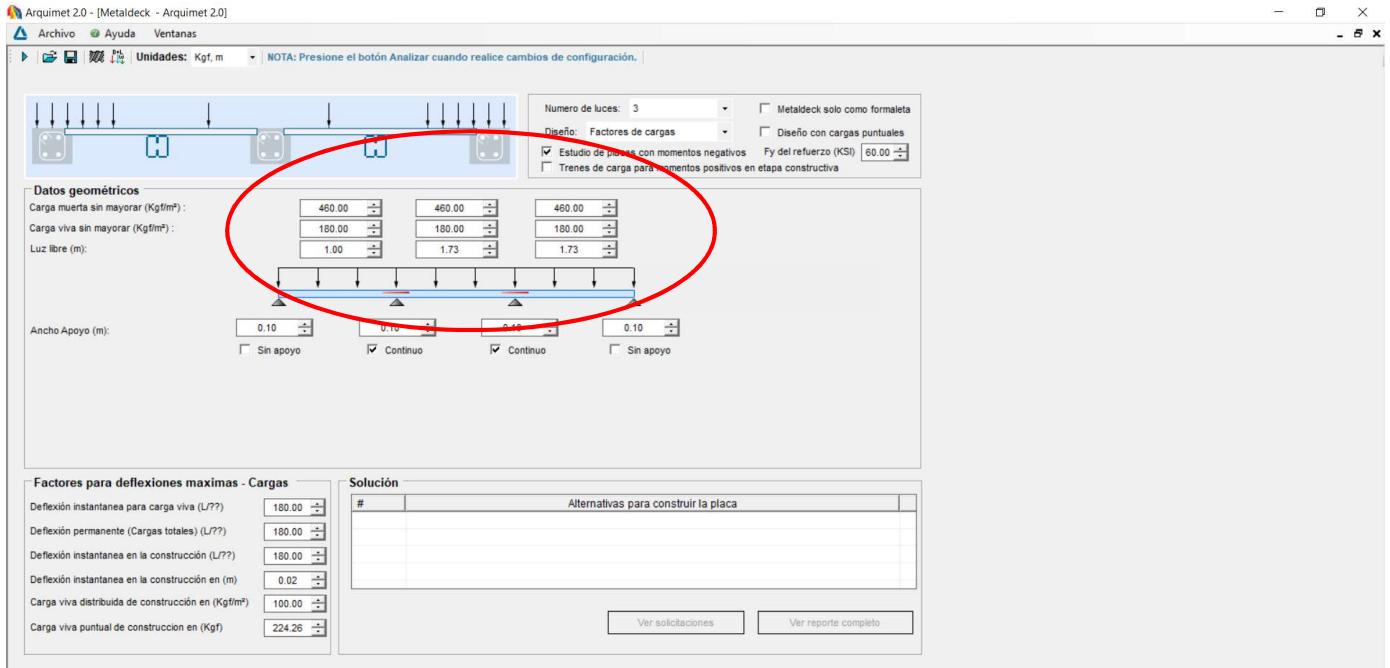 Arquimet 2.0 - [Metaldeck - Arquimet 2.0]
Archivo Ayuda Ventanas
Unidades: Kgf, m NOTA: Presione el botón Analizar cuando realice cambios de configuración.
Numero de luces: 3 Metaldeck solo como formaleta
Diseño: Factores de cargas Diseño con cargas puntuales
Estudio de placas con momentos negativos Fy del refuerzo (KSI) 60.00
Trenes de carga para momentos positivos en etapa constructiva
Datos geométricos
Carga muerta sin mayorar (Kgf/m²) : 460.00 460.00 460.00
Carga viva sin mayorar (Kgf/m²) : 180.00 180.00 180.00
Luz libre (m): 1.00 1.73 1.73
Ancho Apoyo (m): 0.10 0.10 0.10 0.10
Sin apoyo Continuo Continuo Sin apoyo
Factores para deflexiones maximas - Cargas
Deflexión instantanea para carga viva (L/??) 180.00
Deflexión permanente (Cargas totales) (L/??) 180.00
Deflexión instantanea en la construcción (L/??) 180.00
Deflexión instantanea en la construcción en (m) 0.02
Carga viva distribuida de construcción en (Kgf/m²) 100.00
Carga viva puntual de construccion en (Kgf) 224.26
Solución
# Alternativas para construir la placa
Ver solicitaciones Ver reporte completo